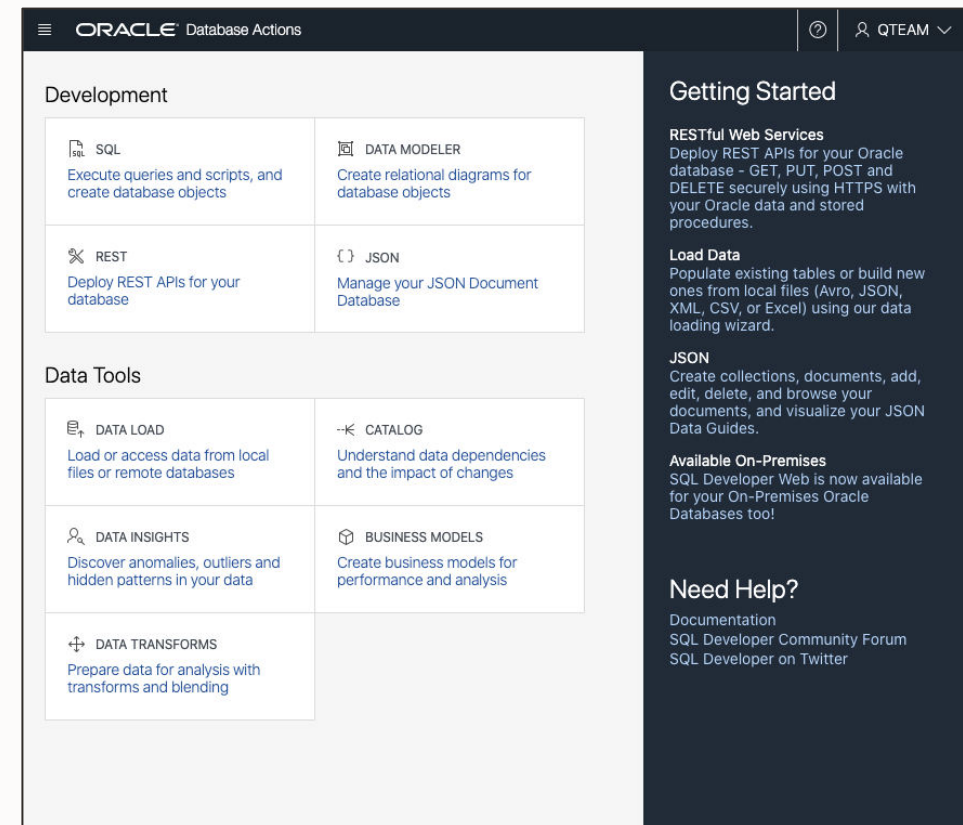 ORACLE Database Actions
QTEAM
Development
SQL
SQL
Execute queries and scripts, and
create database objects
DATA MODELER
Create relational diagrams for
database objects
REST
Deploy REST APIs for your
database
{ } JSON
Manage your JSON Document
Database
Data Tools
DATA LOAD
Load or access data from local
files or remote databases
CATALOG
Understand data dependencies
and the impact of changes
DATA INSIGHTS
Discover anomalies, outliers and
hidden patterns in your data
BUSINESS MODELS
Create business models for
performance and analysis
DATA TRANSFORMS
Prepare data for analysis with
transforms and blending
Getting Started
RESTful Web Services
Deploy REST APIs for your Oracle
database - GET, PUT, POST and
DELETE securely using HTTPS with
your Oracle data and stored
procedures.
Load Data
Populate existing tables or build new
ones from local files (Avro, JSON,
XML, CSV, or Excel) using our data
loading wizard.
JSON
Create collections, documents, add,
edit, delete, and browse your
documents, and visualize your JSON
Data Guides.
Available On-Premises
SQL Developer Web is now available
for your On-Premises Oracle
Databases too!
Need Help?
Documentation
SQL Developer Community Forum
SQL Developer on Twitter